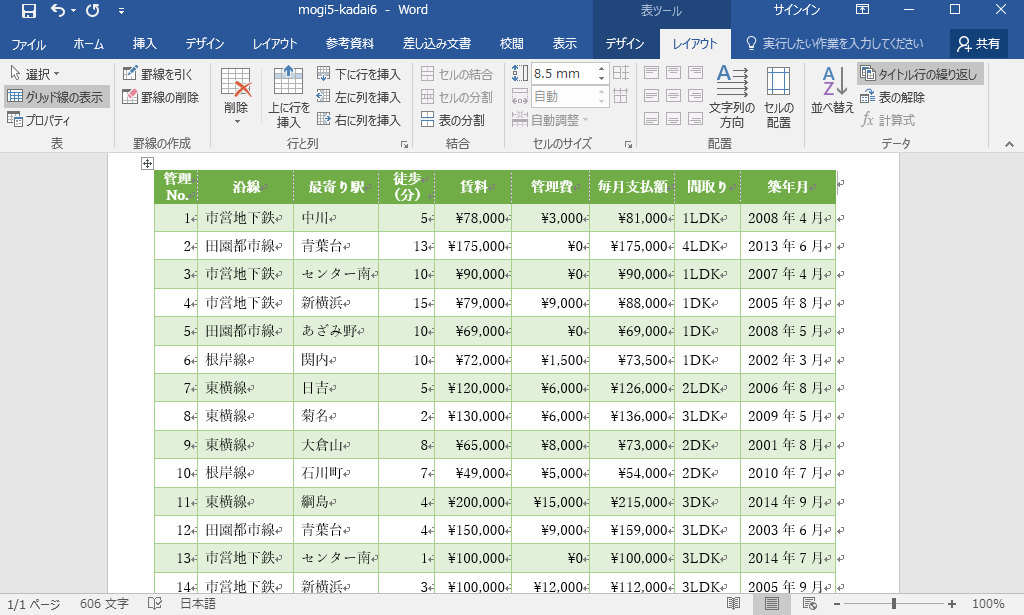 mogi5-kadai6 - Word
表ツール
サインイン
ファイル ホーム 挿入 デザイン レイアウト 参考資料 差し込み文書 校閲 表示 デザイン レイアウト 実行したい作業を入力してください 共有
選択
グリッド線の表示
プロパティ
表
罫線を引く
罫線の削除
罫線の作成
削除
上に行を
挿入
下に行を挿入
左に列を挿入
右に列を挿入
行と列
セルの結合
セルの分割
表の分割
結合
8.5 mm
自動
自動調整
セルのサイズ
文字列の
方向
セルの
配置
配置
並べ替え
タイトル行の繰り返し
表の解除
計算式
データ
管理No. 沿線 最寄り駅 徒歩(分) 賃料 管理費 毎月支払額 間取り 築年月
1 市営地下鉄 中川 5 ¥78,000 ¥3,000 ¥81,000 1LDK 2008 年 4 月
2 田園都市線 青葉台 13 ¥175,000 ¥0 ¥175,000 4LDK 2013 年 6 月
3 市営地下鉄 センター南 10 ¥90,000 ¥0 ¥90,000 1LDK 2007 年 4 月
4 市営地下鉄 新横浜 15 ¥79,000 ¥9,000 ¥88,000 1DK 2005 年 8 月
5 田園都市線 あざみ野 10 ¥69,000 ¥0 ¥69,000 1DK 2008 年 5 月
6 根岸線 関内 10 ¥72,000 ¥1,500 ¥73,500 1DK 2002 年 3 月
7 東横線 日吉 5 ¥120,000 ¥6,000 ¥126,000 2LDK 2006 年 8 月
8 東横線 菊名 2 ¥130,000 ¥6,000 ¥136,000 3LDK 2009 年 5 月
9 東横線 大倉山 8 ¥65,000 ¥8,000 ¥73,000 2DK 2001 年 8 月
10 根岸線 石川町 7 ¥49,000 ¥5,000 ¥54,000 2DK 2010 年 7 月
11 東横線 綱島 4 ¥200,000 ¥15,000 ¥215,000 3DK 2014 年 9 月
12 田園都市線 青葉台 4 ¥150,000 ¥9,000 ¥159,000 3LDK 2003 年 6 月
13 市営地下鉄 センター南 1 ¥100,000 ¥0 ¥100,000 3LDK 2014 年 7 月
14 市営地下鉄 新横浜 3 ¥100,000 ¥12,000 ¥112,000 3LDK 2005 年 9 月
1/1 ページ 606 文字 日本語 100%